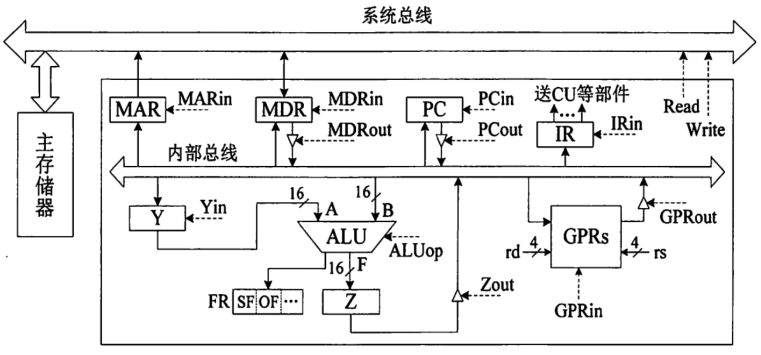 系统总线
MAR
MARin
MDR
MDRin
MDRout
PC
PCin
PCout
送CU等部件
...
IR
IRin
Read
Write
主存储器
内部总线
Y
Yin
16
A
16
B
ALU
ALUop
16
F
FR SF OF ...
Z
Zout
GPRs
GPRout
rd 4
4 rs
GPRin